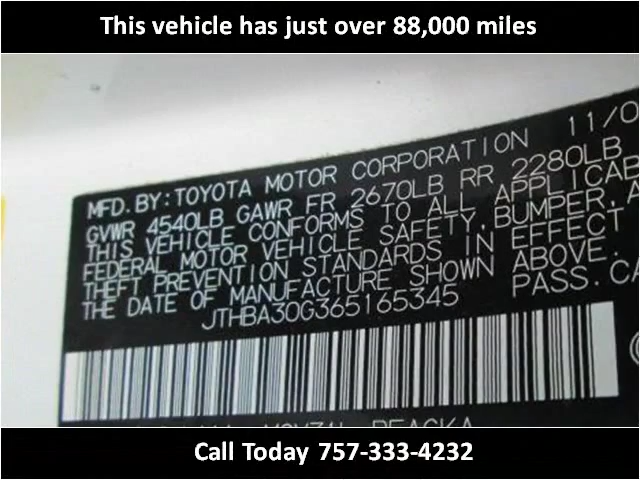 This vehicle has just over 88,000 miles
MFD. BY: TOYOTA MOTOR CORPORATION 11/0
GVWR 4540LB GAWR FR 2670LB RR 2280LB
THIS VEHICLE CONFORMS TO ALL APPLICAB
FEDERAL MOTOR VEHICLE SAFETY, BUMPER, A
THEFT PREVENTION STANDARDS IN EFFECT
THE DATE OF MANUFACTURE SHOWN ABOVE.
JTHBA30G365165345 PASS. CA
Call Today 757-333-4232